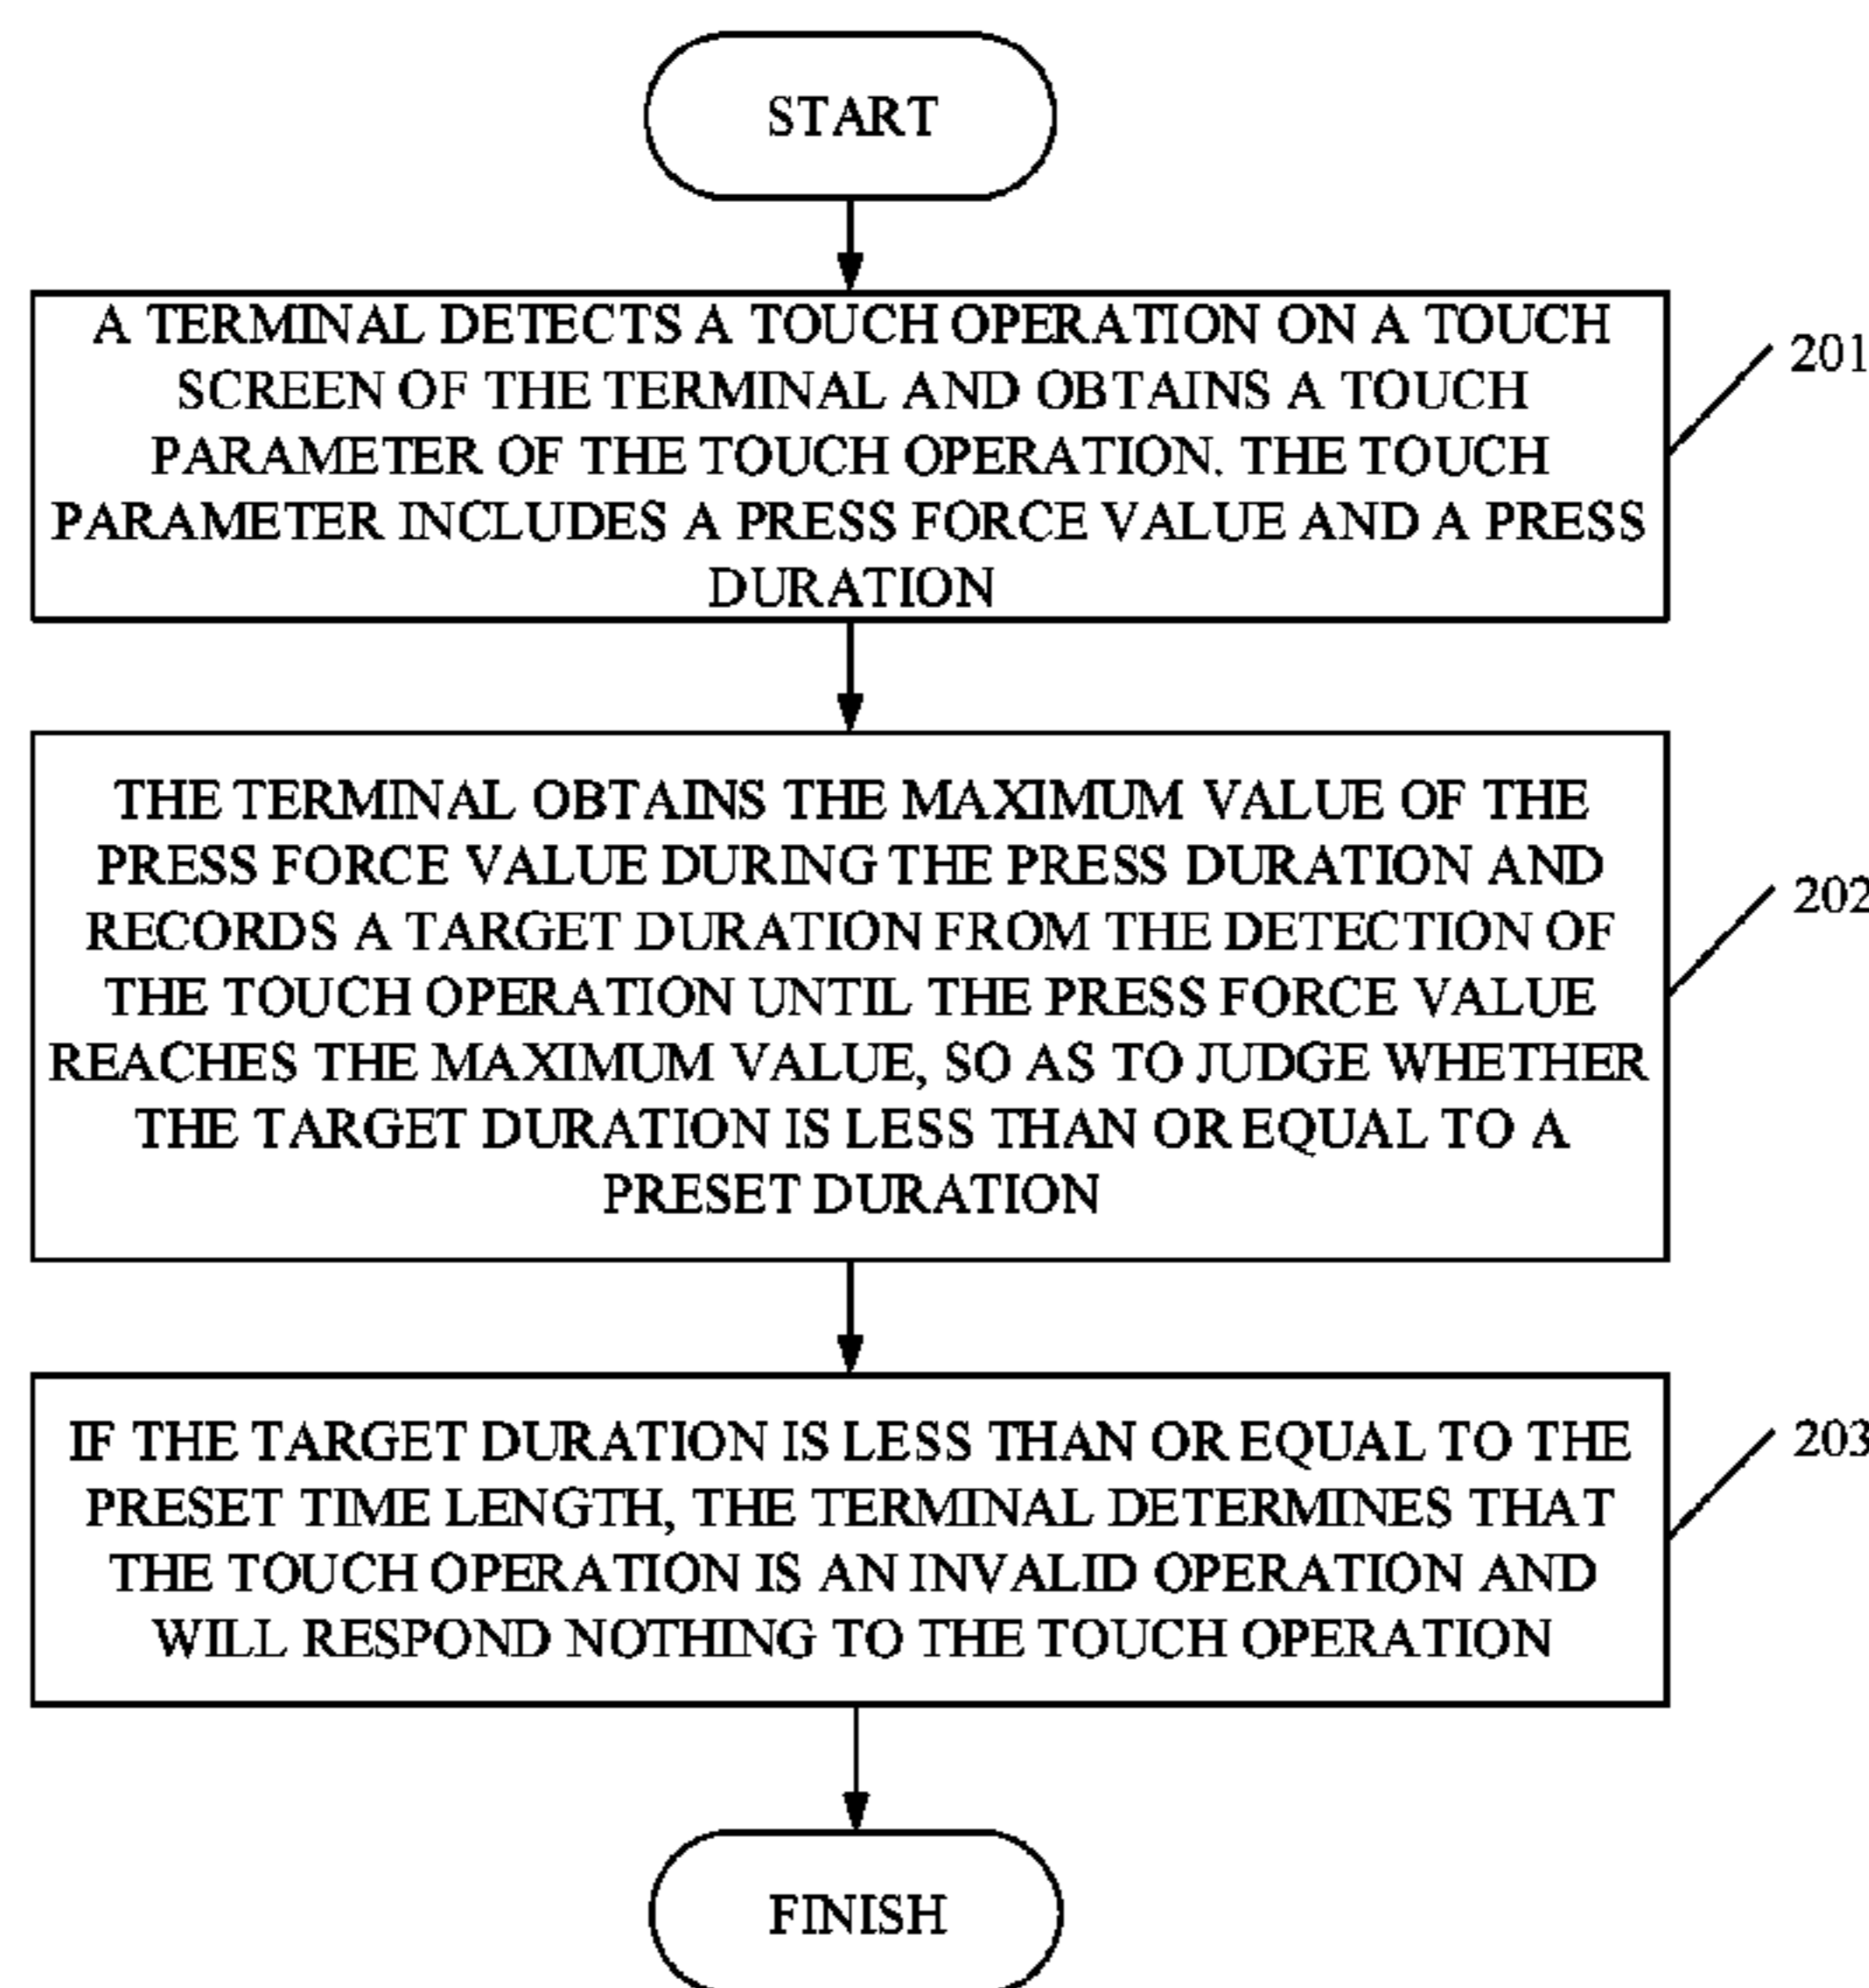 START
A TERMINAL DETECTS A TOUCH OPERATION ON A TOUCH
SCREEN OF THE TERMINAL AND OBTAINS A TOUCH
PARAMETER OF THE TOUCH OPERATION. THE TOUCH
PARAMETER INCLUDES A PRESS FORCE VALUE AND A PRESS
DURATION
201
THE TERMINAL OBTAINS THE MAXIMUM VALUE OF THE
PRESS FORCE VALUE DURING THE PRESS DURATION AND
RECORDS A TARGET DURATION FROM THE DETECTION OF
THE TOUCH OPERATION UNTIL THE PRESS FORCE VALUE
REACHES THE MAXIMUM VALUE, SO AS TO JUDGE WHETHER
THE TARGET DURATION IS LESS THAN OR EQUAL TO A
PRESET DURATION
202
IF THE TARGET DURATION IS LESS THAN OR EQUAL TO THE
PRESET TIME LENGTH, THE TERMINAL DETERMINES THAT
THE TOUCH OPERATION IS AN INVALID OPERATION AND
WILL RESPOND NOTHING TO THE TOUCH OPERATION
203
FINISH